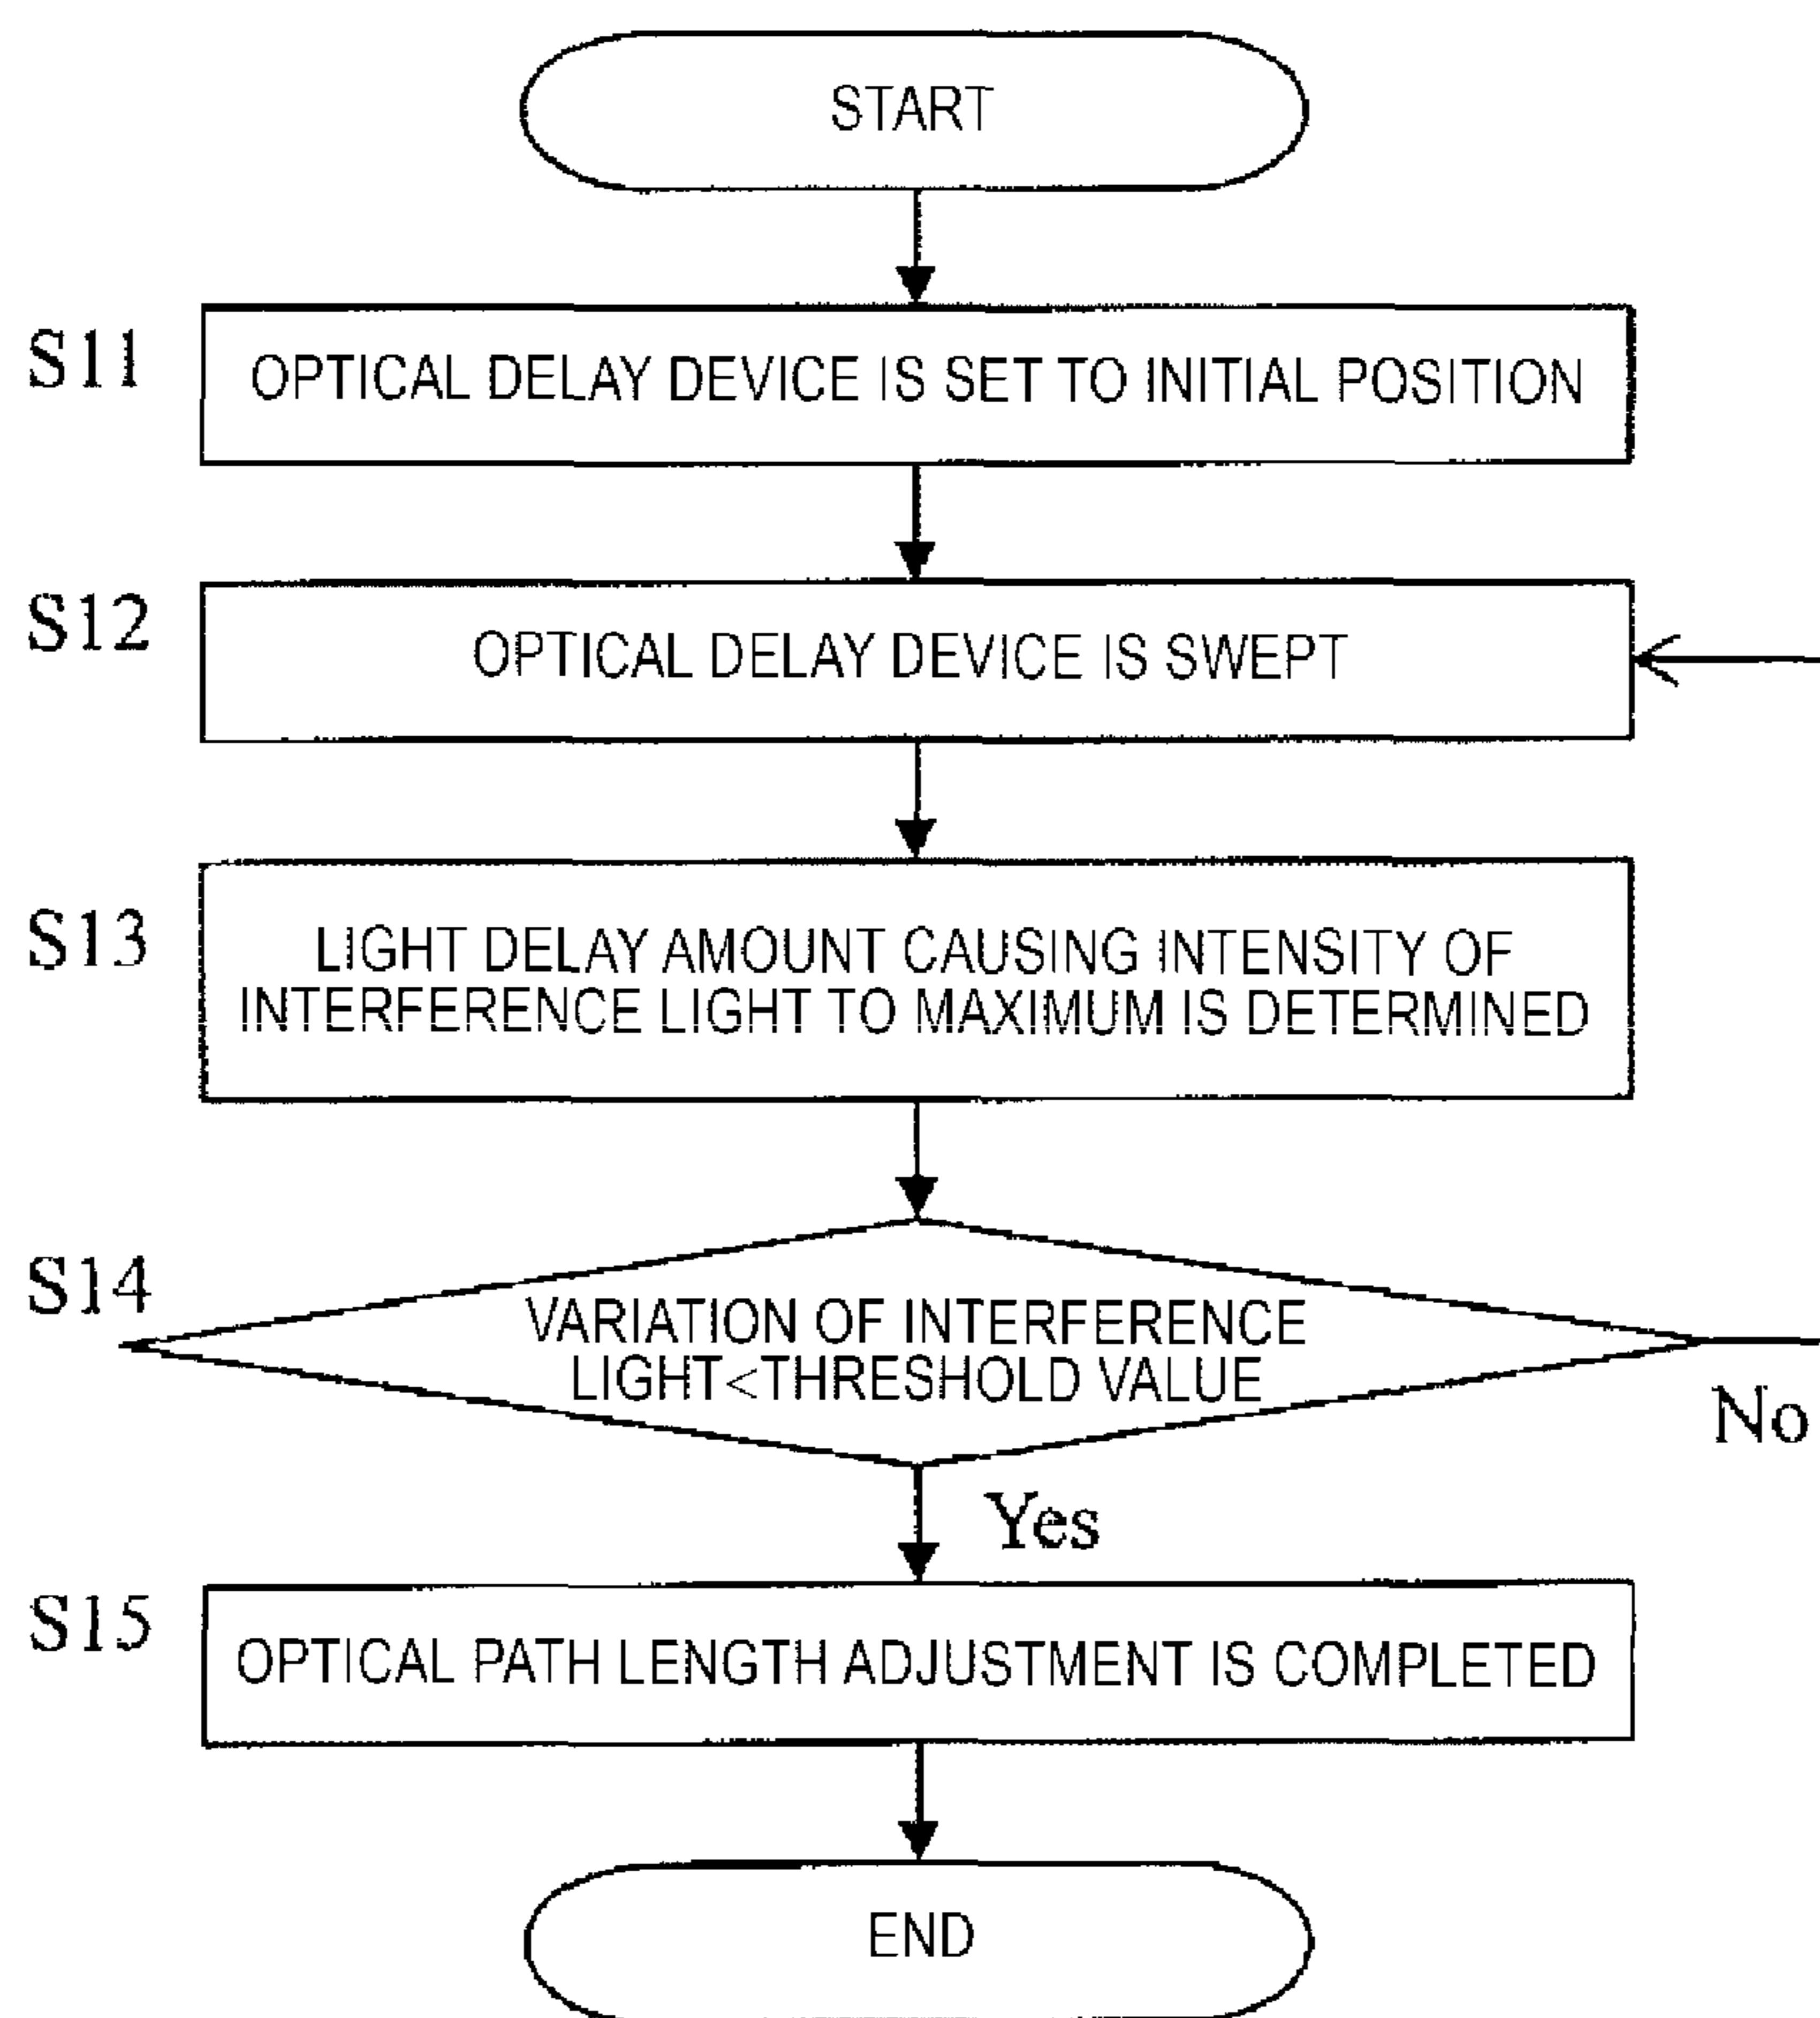 START
S11
OPTICAL DELAY DEVICE IS SET TO INITIAL POSITION
S12
OPTICAL DELAY DEVICE IS SWEPT
S13
LIGHT DELAY AMOUNT CAUSING INTENSITY OF
INTERFERENCE LIGHT TO MAXIMUM IS DETERMINED
S14
VARIATION OF INTERFERENCE
LIGHT<THRESHOLD VALUE
No
Yes
S15
OPTICAL PATH LENGTH ADJUSTMENT IS COMPLETED
END